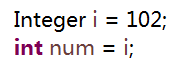 Integer i = 102;
int num = i;